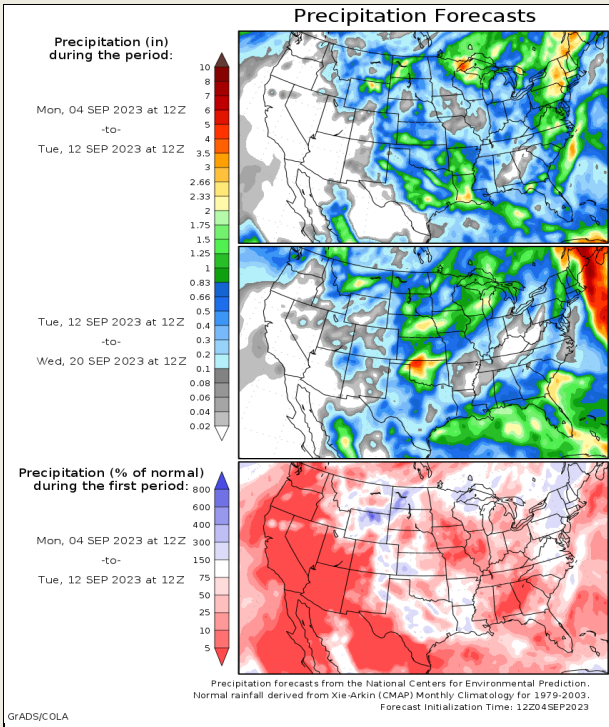 Precipitation Forecasts
Precipitation (in)
during the period:
Mon, 04 SEP 2023 at 12Z
-to-
Tue, 12 SEP 2023 at 12Z
10
8
7
6
5
4
3.5
3
2.66
2.33
2
1.75
1.5
1.25
1
0.83
0.66
0.5
0.4
0.3
0.2
0.1
0.08
0.06
0.04
0.02
Tue, 12 SEP 2023 at 12Z
-to-
Wed, 20 SEP 2023 at 12Z
Precipitation (% of normal)
during the first period:
Mon, 04 SEP 2023 at 12Z
-to-
Tue, 12 SEP 2023 at 12Z
800
600
400
300
150
75
50
25
10
5
Precipitation forecasts from the National Centers for Environmental Prediction.
Normal rainfall derived from Xie-Arkin (CMAP) Monthly Climatology for 1979-2003.
Forecast Initialization Time: 12Z04SEP2023
GrADS/COLA